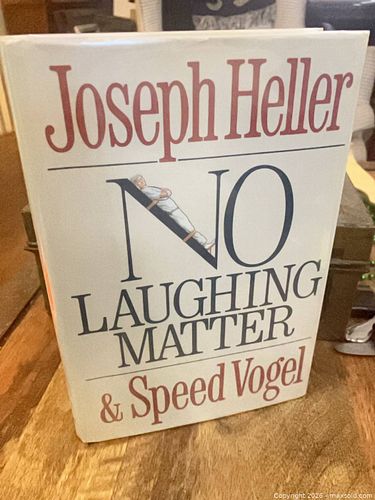 Joseph Heller
NO
LAUGHING
MATTER
& Speed Vogel
Copyright 2026 - maxsold.com